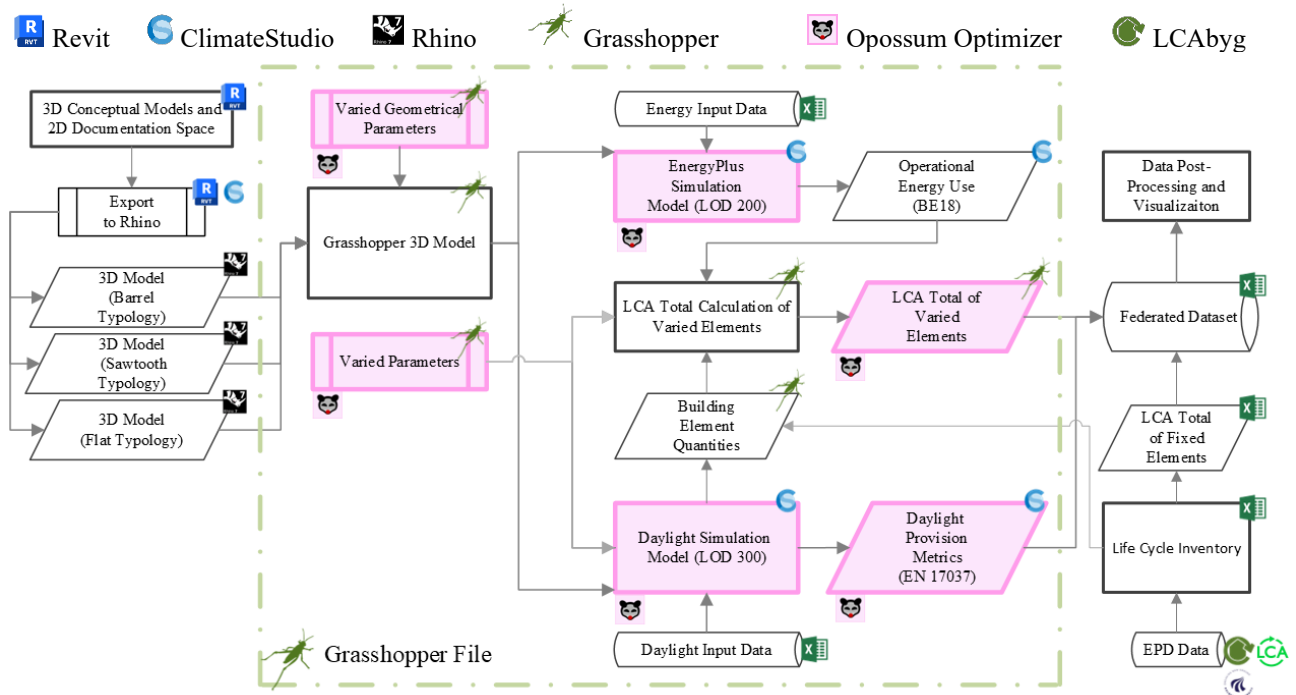 Revit
ClimateStudio
Rhino
Grasshopper
Opossum Optimizer
LCAbyg
3D Conceptual Models and
2D Documentation Space
R
RVT
Export
to Rhino
R
RVT
3D Model
(Barrel
Typology)
7
3D Model
(Sawtooth
Typology)
7
3D Model
(Flat Typology)
7
Varied Geometrical
Parameters
Grasshopper 3D Model
Varied Parameters
Energy Input Data
X
EnergyPlus
Simulation
Model (LOD 200)
Operational
Energy Use
(BE18)
LCA Total Calculation of
Varied Elements
LCA Total of
Varied
Elements
Building
Element
Quantities
Daylight Simulation
Model (LOD 300)
Daylight
Provision
Metrics
(EN 17037)
Daylight Input Data
X
Data Post-
Processing and
Visualizaiton
Federated Dataset
X
LCA Total
of Fixed
Elements
X
Life Cycle Inventory
X
EPD Data
LCA
Grasshopper File